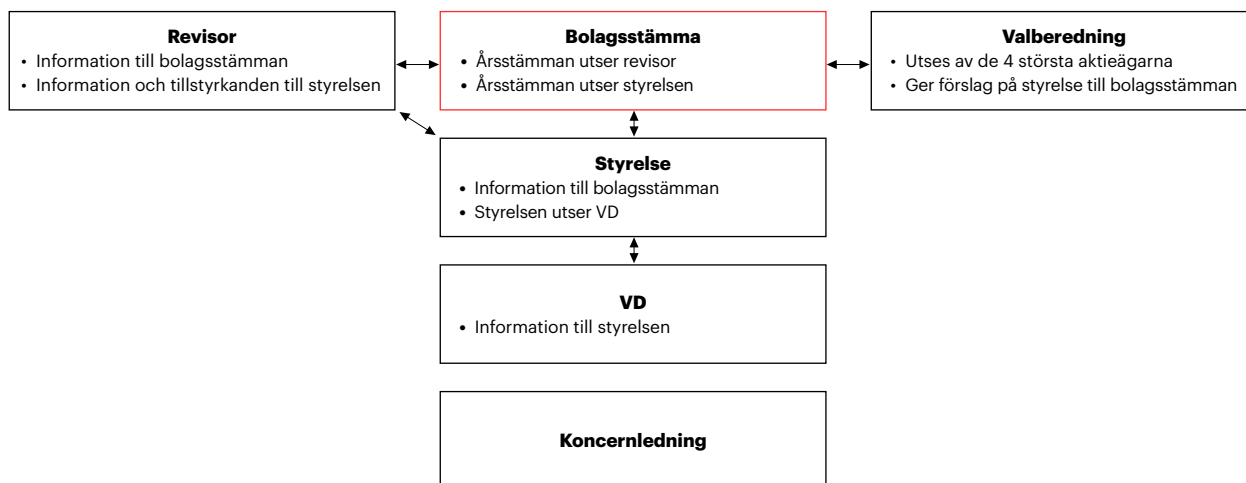 Revisor
• Information till bolagsstämman
• Information och tillstyrkanden till styrelsen
Bolagsstämma
• Årsstämman utser revisor
• Årsstämman utser styrelsen
Valberedning
• Utses av de 4 största aktieägarna
• Ger förslag på styrelse till bolagsstämman
Styrelse
• Information till bolagsstämman
• Styrelsen utser VD
VD
• Information till styrelsen
Koncernledning